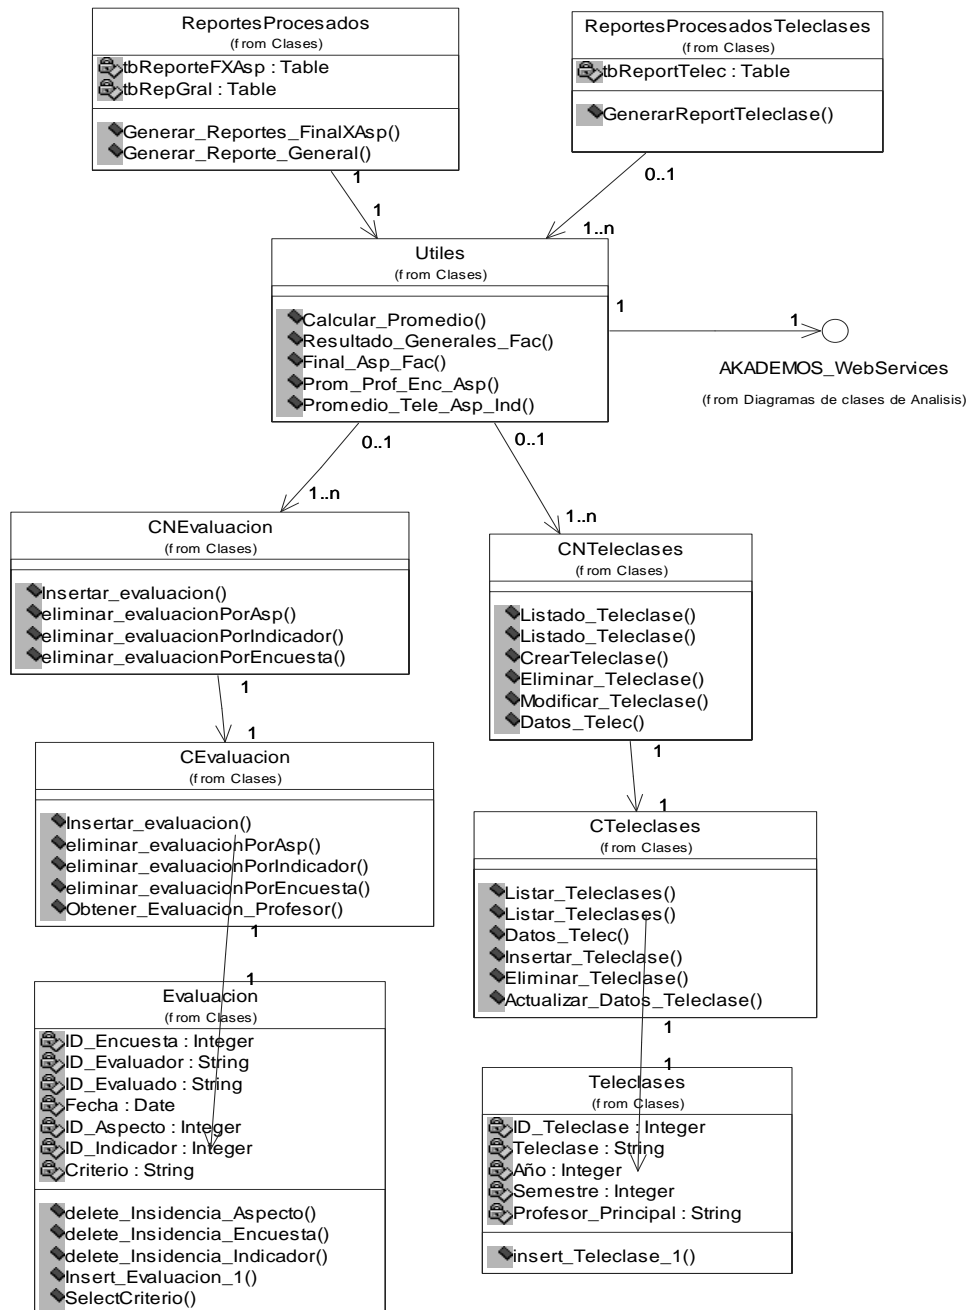 ReportesProcesados
(from Clases)
tbReporteFXAsp : Table
tbRepGral : Table
Generar_Reportes_FinalXAsp()
Generar_Reporte_General()
ReportesProcesadosTeleclases
(from Clases)
tbReportTelec : Table
GenerarReportTeleclase()
1
1
0..1
1..n
Utiles
(from Clases)
Calcular_Promedio()
Resultado_Generales_Fac()
Final_Asp_Fac()
Prom_Prof_Enc_Asp()
Promedio_Tele_Asp_Ind()
1
1
AKADEMOS_WebServices
(from Diagramas de clases de Analisis)
0..1
1..n
0..1
1..n
CNEvaluacion
(from Clases)
Insertar_evaluacion()
eliminar_evaluacionPorAsp()
eliminar_evaluacionPorIndicador()
eliminar_evaluacionPorEncuesta()
1
1
CNTeleclases
(from Clases)
Listado_Teleclase()
Listado_Teleclase()
CrearTeleclase()
Eliminar_Teleclase()
Modificar_Teleclase()
Datos_Telec()
1
1
CEvaluacion
(from Clases)
Insertar_evaluacion()
eliminar_evaluacionPorAsp()
eliminar_evaluacionPorIndicador()
eliminar_evaluacionPorEncuesta()
Obtener_Evaluacion_Profesor()
1
1
CTeleclases
(from Clases)
Listar_Teleclases()
Listar_Teleclases()
Datos_Telec()
Insertar_Teleclase()
Eliminar_Teleclase()
Actualizar_Datos_Teleclase()
1
1
Evaluacion
(from Clases)
ID_Encuesta : Integer
ID_Evaluador : String
ID_Evaluado : String
Fecha : Date
ID_Aspecto : Integer
ID_Indicador : Integer
Criterio : String
delete_Insidencia_Aspecto()
delete_Insidencia_Encuesta()
delete_Insidencia_Indicador()
Insert_Evaluacion_1()
SelectCriterio()
Teleclases
(from Clases)
ID_Teleclase : Integer
Teleclase : String
Año : Integer
Semestre : Integer
Profesor_Principal : String
insert_Teleclase_1()